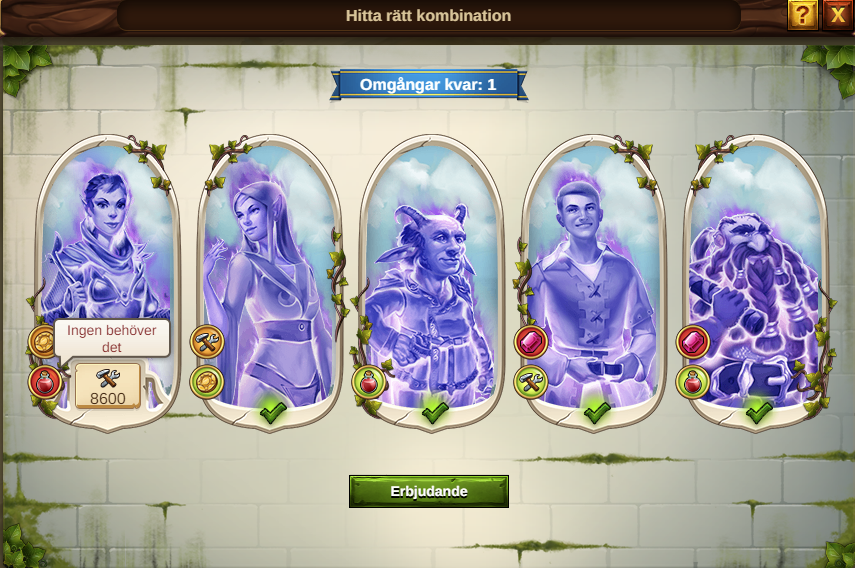 Hitta rätt kombination
?
X
Omgångar kvar: 1
Ingen behöver
det
8600
Erbjudande